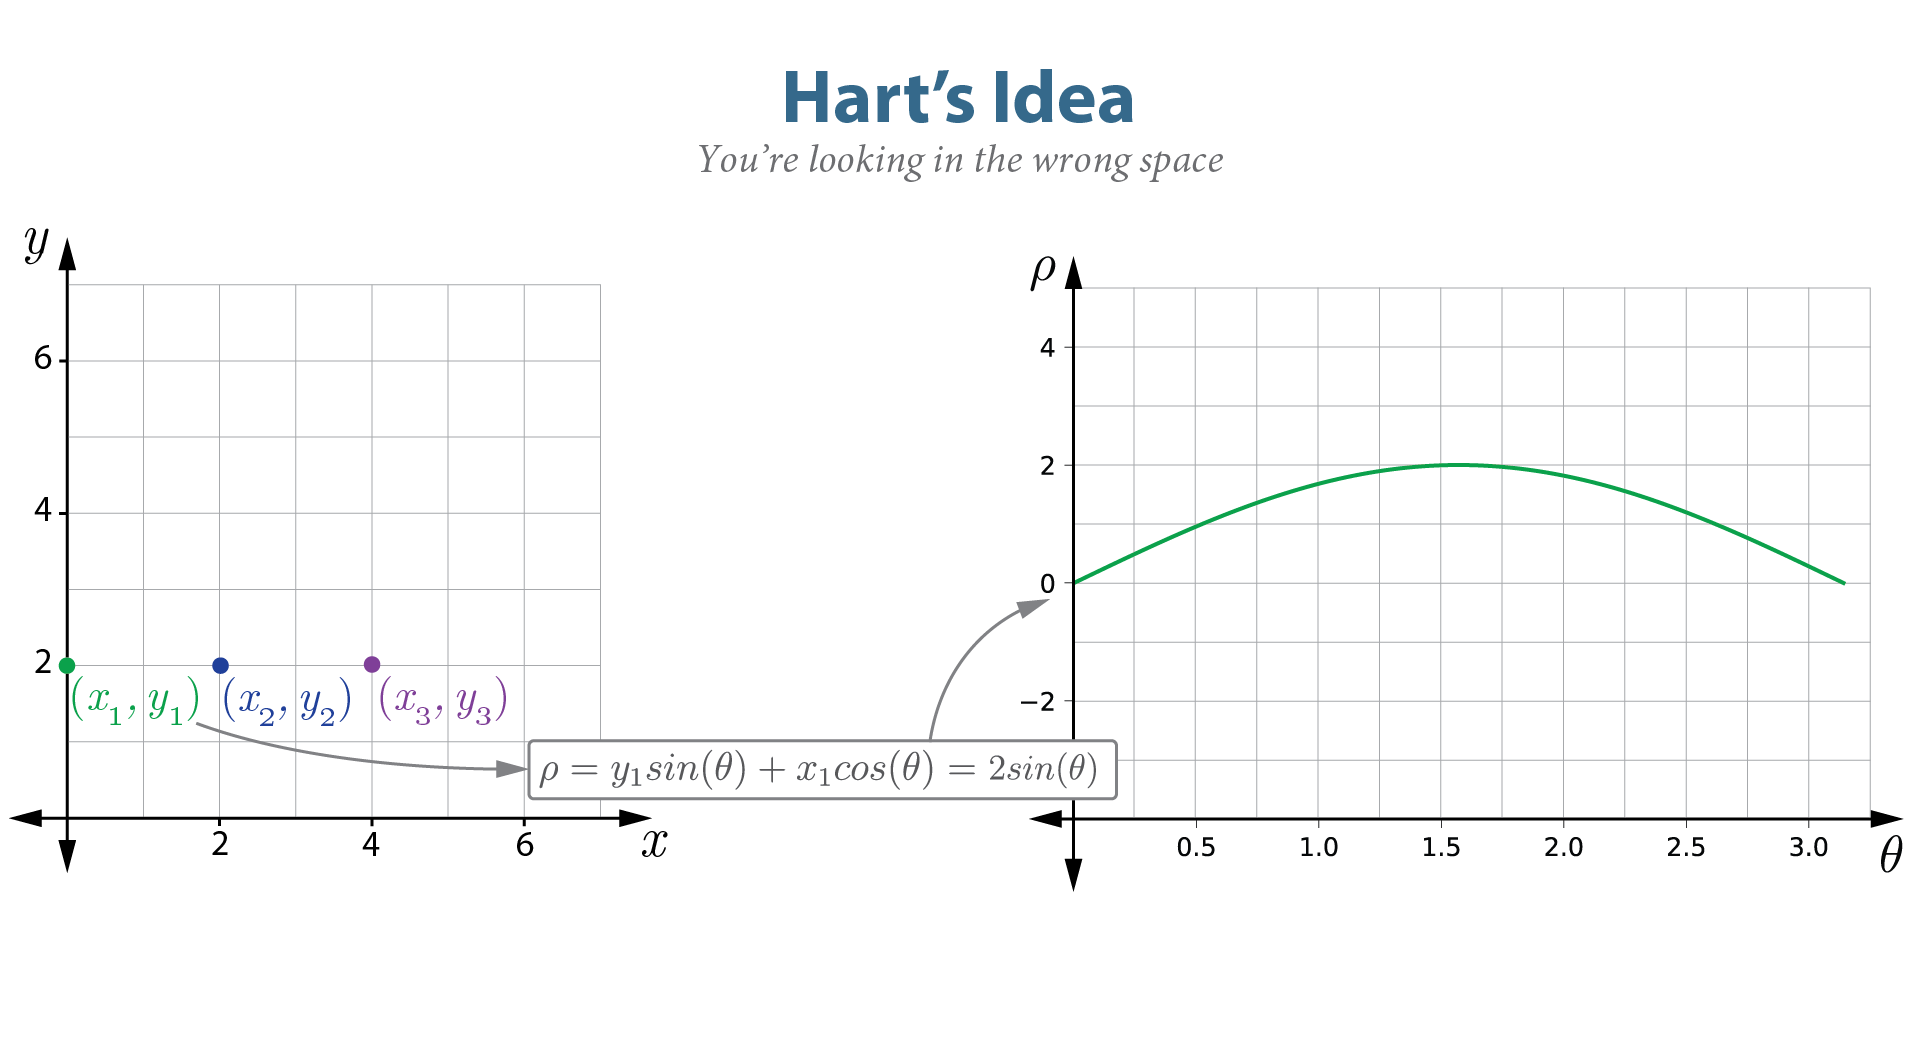 Hart's Idea
You're looking in the wrong space
y
6
4
2
(x₁, y₁) (x₂, y₂) (x₃, y₃)
2 4 6 x
ρ = y₁sin(θ) + x₁cos(θ) = 2sin(θ)
ρ
4
2
0
−2
0.5 1.0 1.5 2.0 2.5 3.0 θ